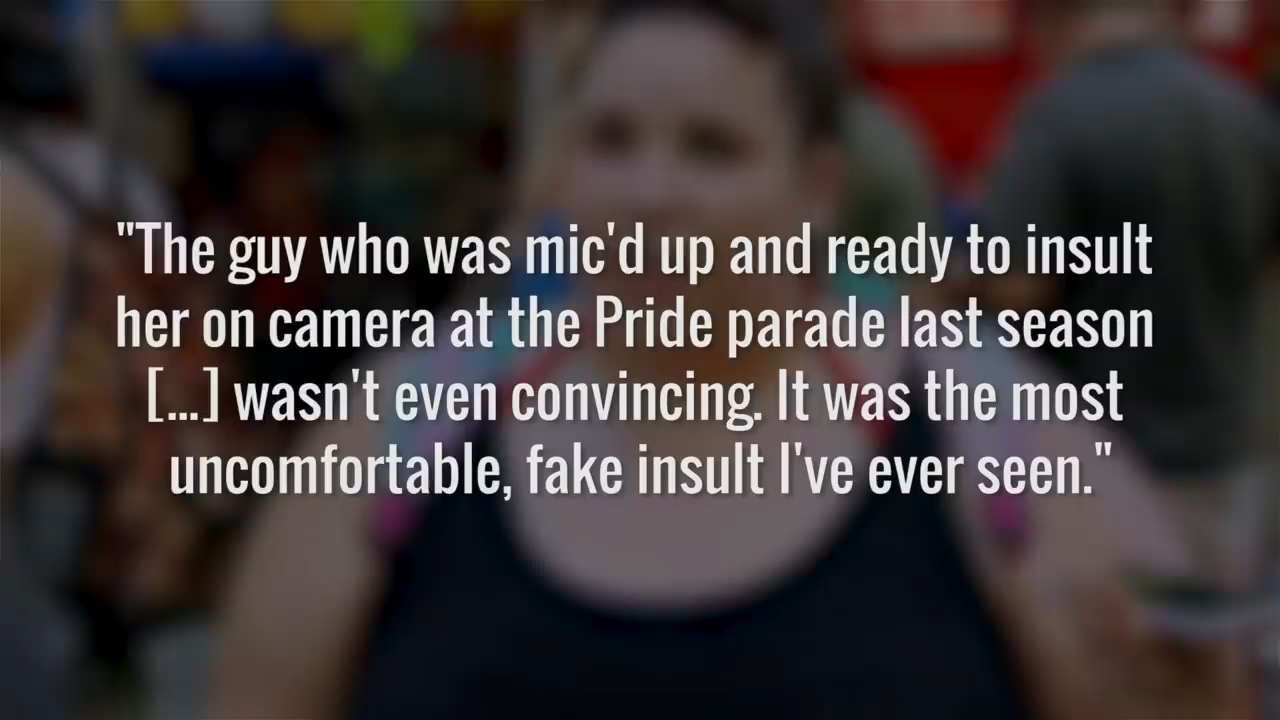 "The guy who was mic'd up and ready to insult
her on camera at the Pride parade last season
[...] wasn't even convincing. It was the most
uncomfortable, fake insult I've ever seen."